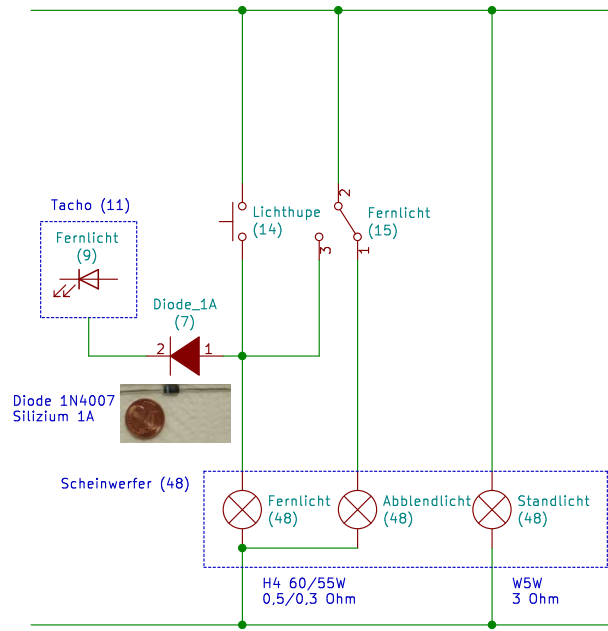 2
Tacho (11)
Lichthupe
(14)
Fernlicht
(15)
Fernlicht
(9)
3
1
Diode_1A
(7)
2
1
Diode 1N4007
Silizium 1A
Scheinwerfer (48)
Fernlicht
(48)
Abblendlicht
(48)
Standlicht
(48)
H4 60/55W
0,5/0,3 Ohm
W5W
3 Ohm